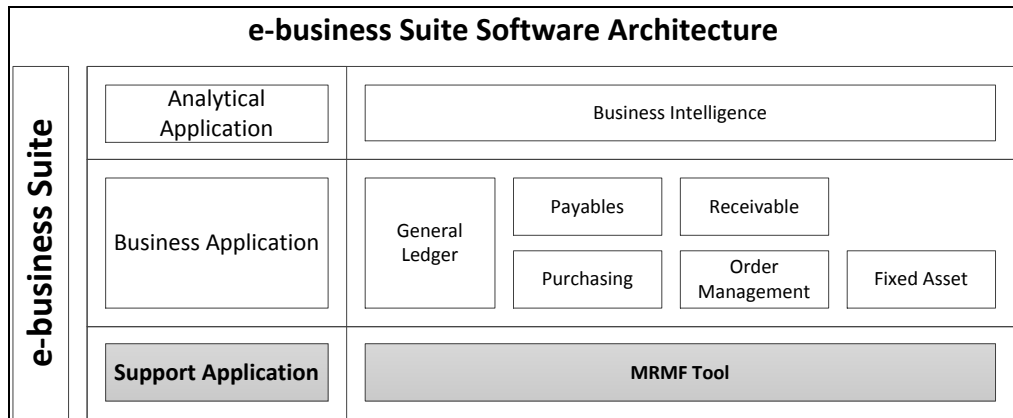 e-business Suite Software Architecture
e-business Suite
Analytical
Application
Business Intelligence
Business Application
General
Ledger
Payables
Receivable
Purchasing
Order
Management
Fixed Asset
Support Application
MRMF Tool